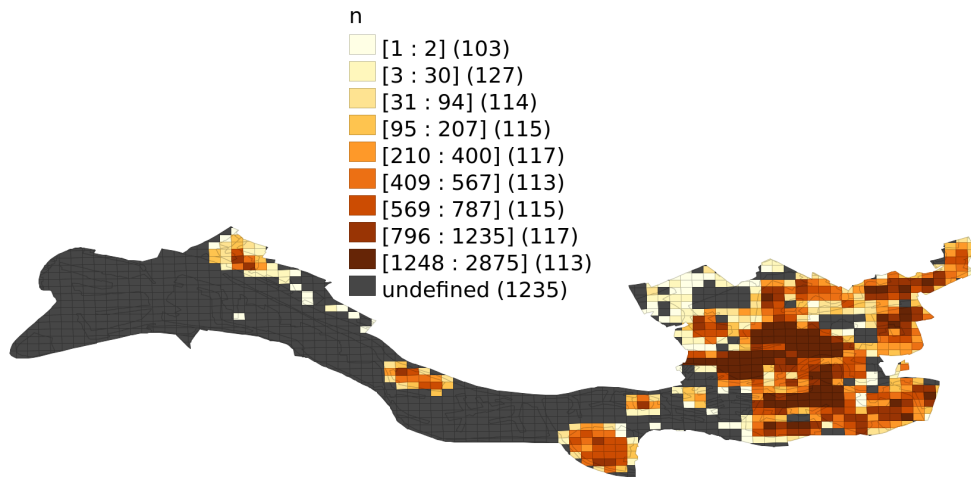 n
[1 : 2] (103)
[3 : 30] (127)
[31 : 94] (114)
[95 : 207] (115)
[210 : 400] (117)
[409 : 567] (113)
[569 : 787] (115)
[796 : 1235] (117)
[1248 : 2875] (113)
undefined (1235)